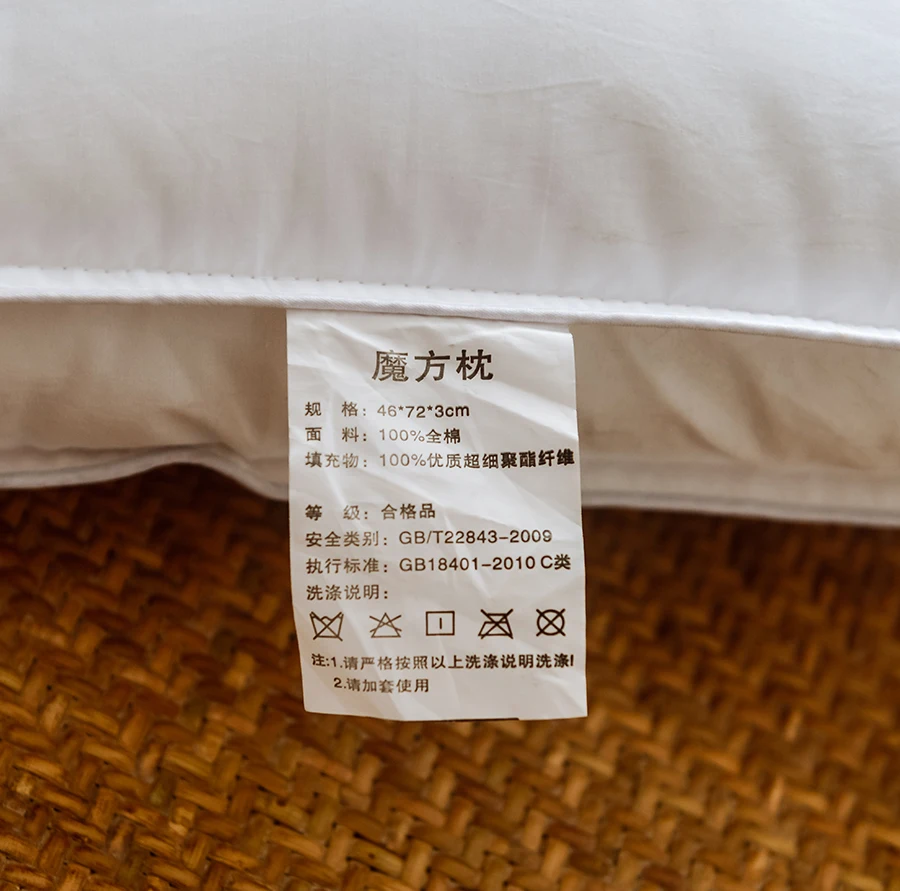 魔方枕
规 格：46*72*3cm
面 料：100%全棉
填充物：100%优质超细聚酯纤维
等 级：合格品
安全类别：GB/T22843-2009
执行标准：GB18401-2010 C类
洗涤说明：
注:1.请严格按照以上洗涤说明洗涤!
2.请加套使用